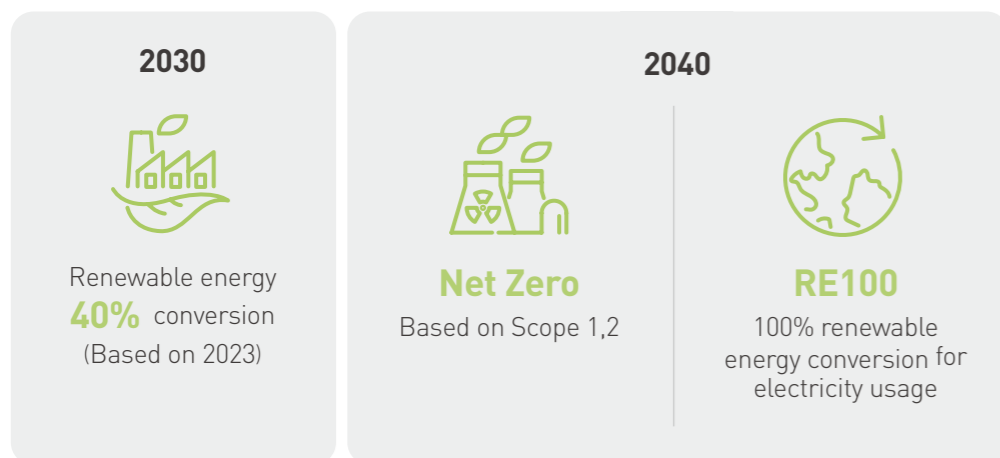 2030
Renewable energy
40% conversion
(Based on 2023)
2040
Net Zero
Based on Scope 1,2
RE100
100% renewable
energy conversion for
electricity usage